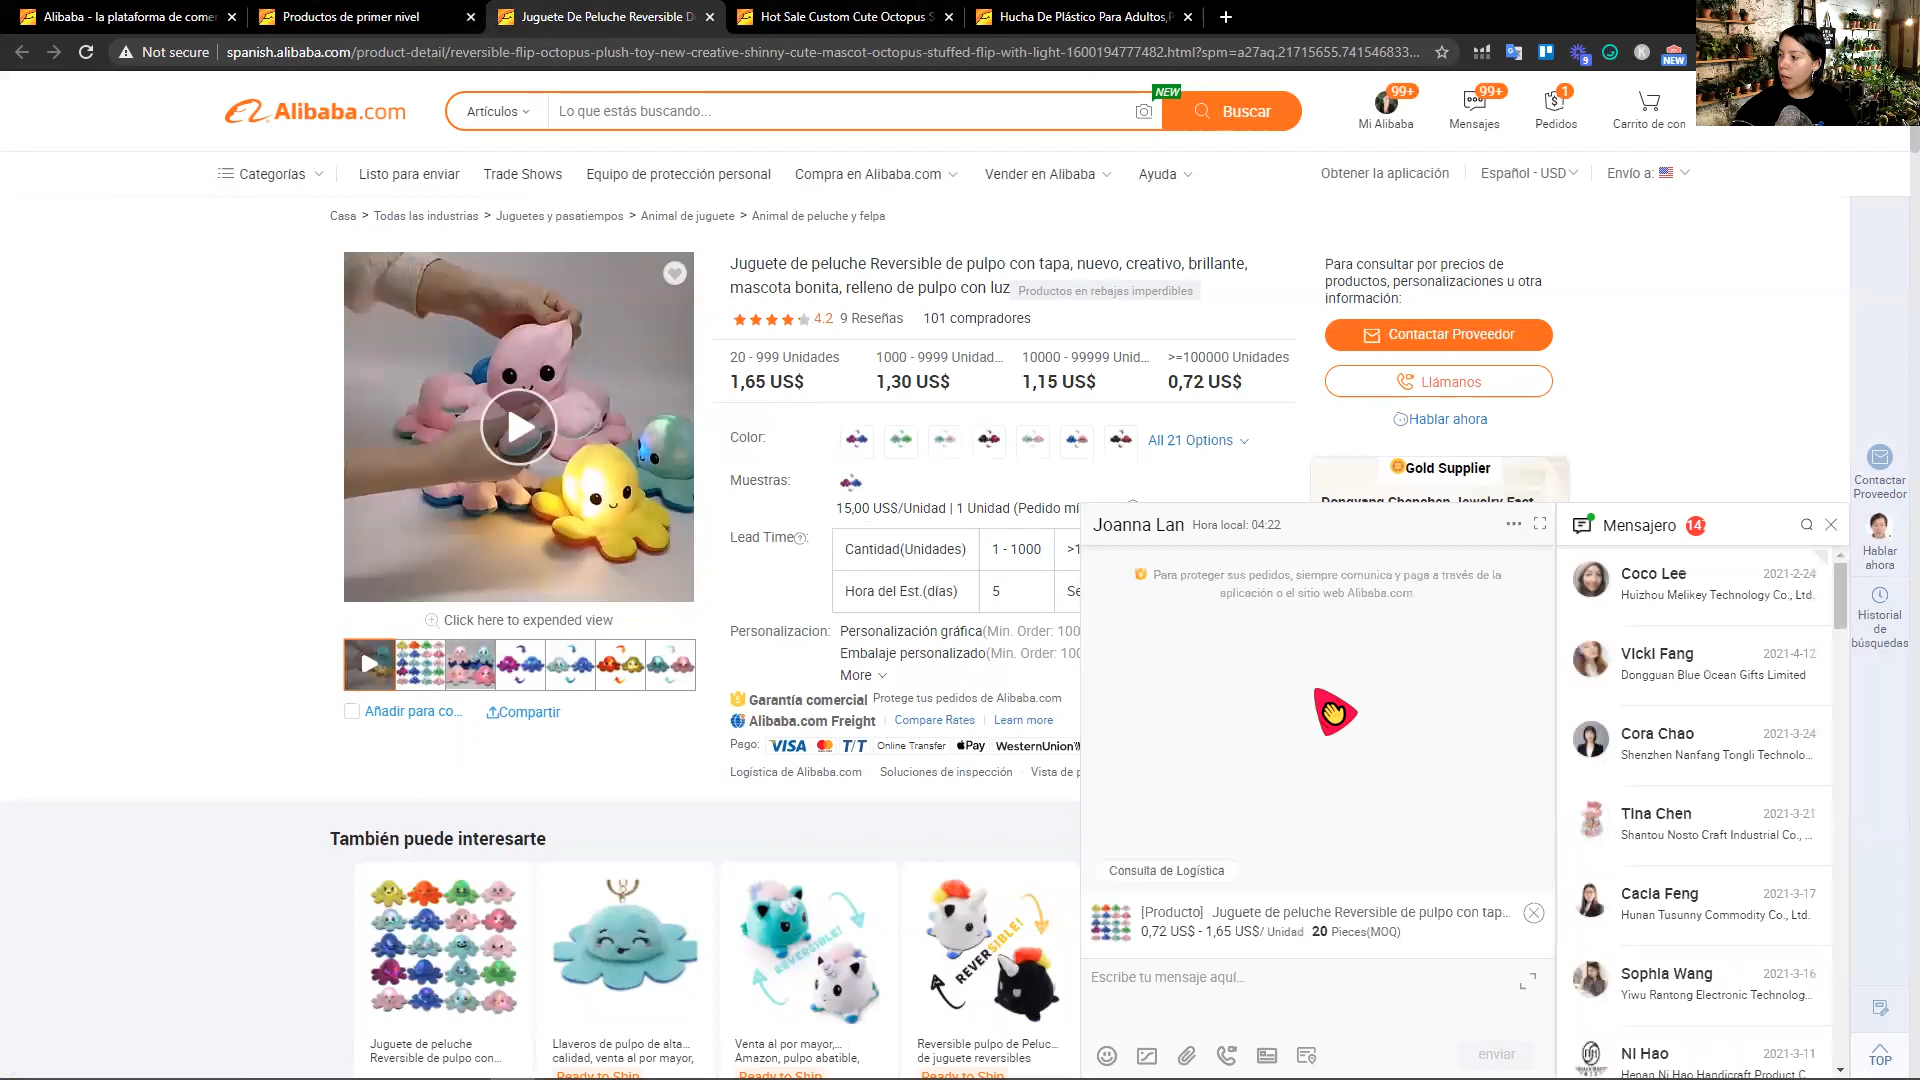 Alibaba - la plataforma de comer
Productos de primer nivel
Juguete De Peluche Reversible D
Hot Sale Custom Cute Octopus S
Hucha De Plástico Para Adultos,P
Not secure
spanish.alibaba.com/product-detail/reversible-flip-octopus-plush-toy-new-creative-shinny-cute-mascot-octopus-stuffed-flip-with-light-1600194777482.html?spm=a27aq.21715655.741546833...
9
NEW
Alibaba.com
Artículos
Lo que estás buscando...
NEW
Buscar
99+
Mi Alibaba
99+
Mensajes
1
Pedidos
Carrito de con
Categorías
Listo para enviar
Trade Shows
Equipo de protección personal
Compra en Alibaba.com
Vender en Alibaba
Ayuda
Obtener la aplicación
Español - USD
Envío a:
Casa > Todas las industrias > Juguetes y pasatiempos > Animal de juguete > Animal de peluche y felpa
Juguete de peluche Reversible de pulpo con tapa, nuevo, creativo, brillante,
mascota bonita, relleno de pulpo con luz
Productos en rebajas imperdibles
4.2 9 Reseñas 101 compradores
20 - 999 Unidades
1000 - 9999 Unidad...
10000 - 99999 Unid...
>=100000 Unidades
1,65 US$
1,30 US$
1,15 US$
0,72 US$
Color:
All 21 Options
Muestras:
15,00 US$/Unidad | 1 Unidad (Pedido mí
Lead Time
Cantidad(Unidades) 1 - 1000 >1
Hora del Est.(días) 5 Se
Personalizacion:
Personalización gráfica(Min. Order: 100
Embalaje personalizado(Min. Order: 100
More
Garantía comercial Protege tus pedidos de Alibaba.com
Alibaba.com Freight Compare Rates Learn more
Pago: VISA T/T Online Transfer Pay WesternUnion
Logística de Alibaba.com Soluciones de inspección Vista de p
Click here to expended view
Añadir para co...
Compartir
Para consultar por precios de
productos, personalizaciones u otra
información:
Contactar Proveedor
Llámanos
Hablar ahora
Gold Supplier
Contactar
Proveedor
Hablar
ahora
Historial
de
búsquedas
TOP
También puede interesarte
Juguete de peluche
Reversible de pulpo con...
Llaveros de pulpo de alta...
calidad, venta al por mayor,
Ready to Ship
REVERSIBLE!
Venta al por mayor,...
Amazon, pulpo abatible,
Ready to Ship
REVERSIBLE!
Reversible pulpo de Peluc...
de juguete reversibles
Ready to Ship
Joanna Lan Hora local: 04:22
Para proteger sus pedidos, siempre comunica y paga a través de la
aplicación o el sitio web Alibaba.com.
Consulta de Logística
[Producto] Juguete de peluche Reversible de pulpo con tap...
0,72 US$ - 1,65 US$/ Unidad 20 Pieces(MOQ)
Escribe tu mensaje aquí...
enviar
Mensajero
Coco Lee 2021-2-24
Huizhou Melikey Technology Co., Ltd.
Vicki Fang 2021-4-12
Dongguan Blue Ocean Gifts Limited
Cora Chao 2021-3-24
Shenzhen Nanfang Tongli Technolo...
Tina Chen 2021-3-21
Shantou Nosto Craft Industrial Co., ...
Cacia Feng 2021-3-17
Hunan Tusunny Commodity Co., Ltd.
Sophia Wang 2021-3-16
Yiwu Rantong Electronic Technolog...
Ni Hao 2021-3-11
Henan Ni Hao Handicraft Product C